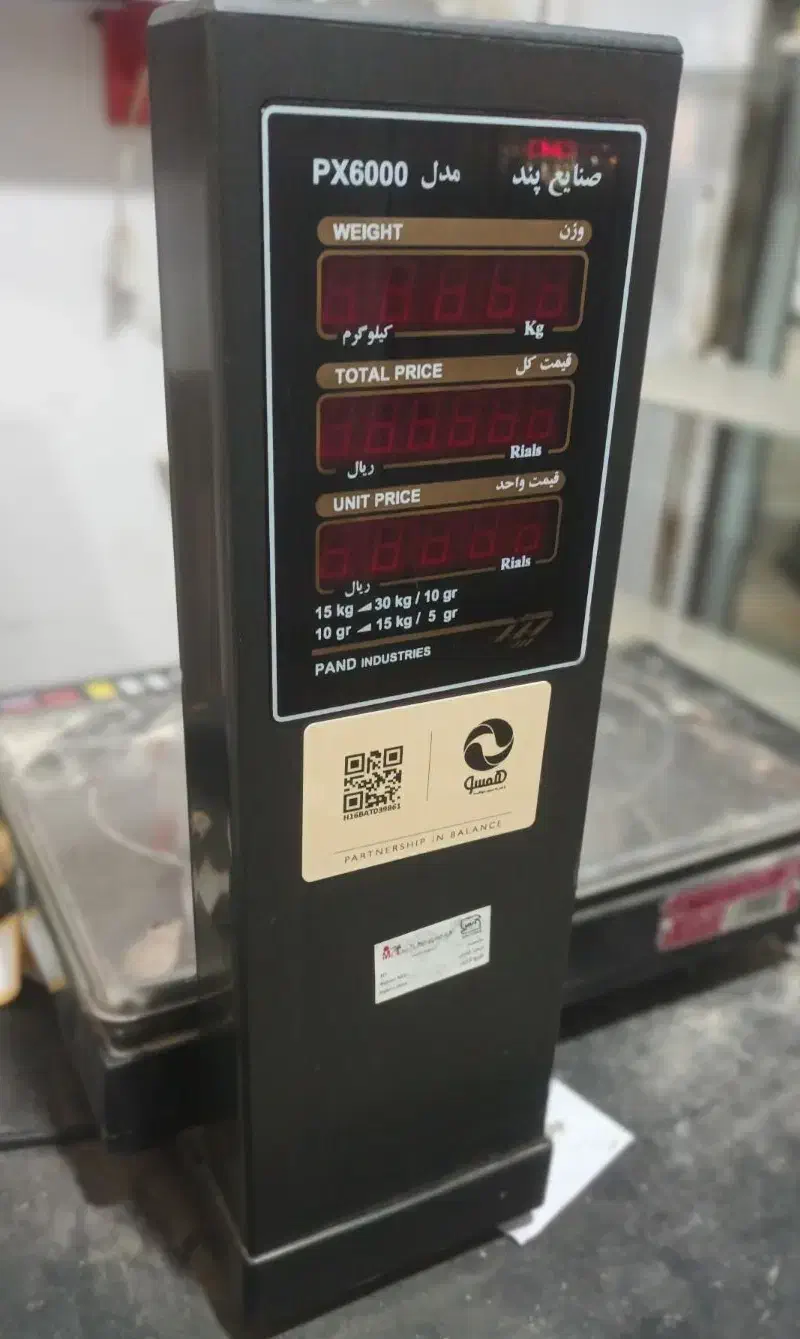 صنایع پند مدل PX6000
WEIGHT وزن
کیلوگرم Kg
TOTAL PRICE قیمت کل
ریال Rials
UNIT PRICE قیمت واحد
ریال Rials
15 kg ◢ 30 kg / 10 gr
10 gr ◢ 15 kg / 5 gr
PAND INDUSTRIES
همسو
H16BATD39861
PARTNERSHIP IN BALANCE